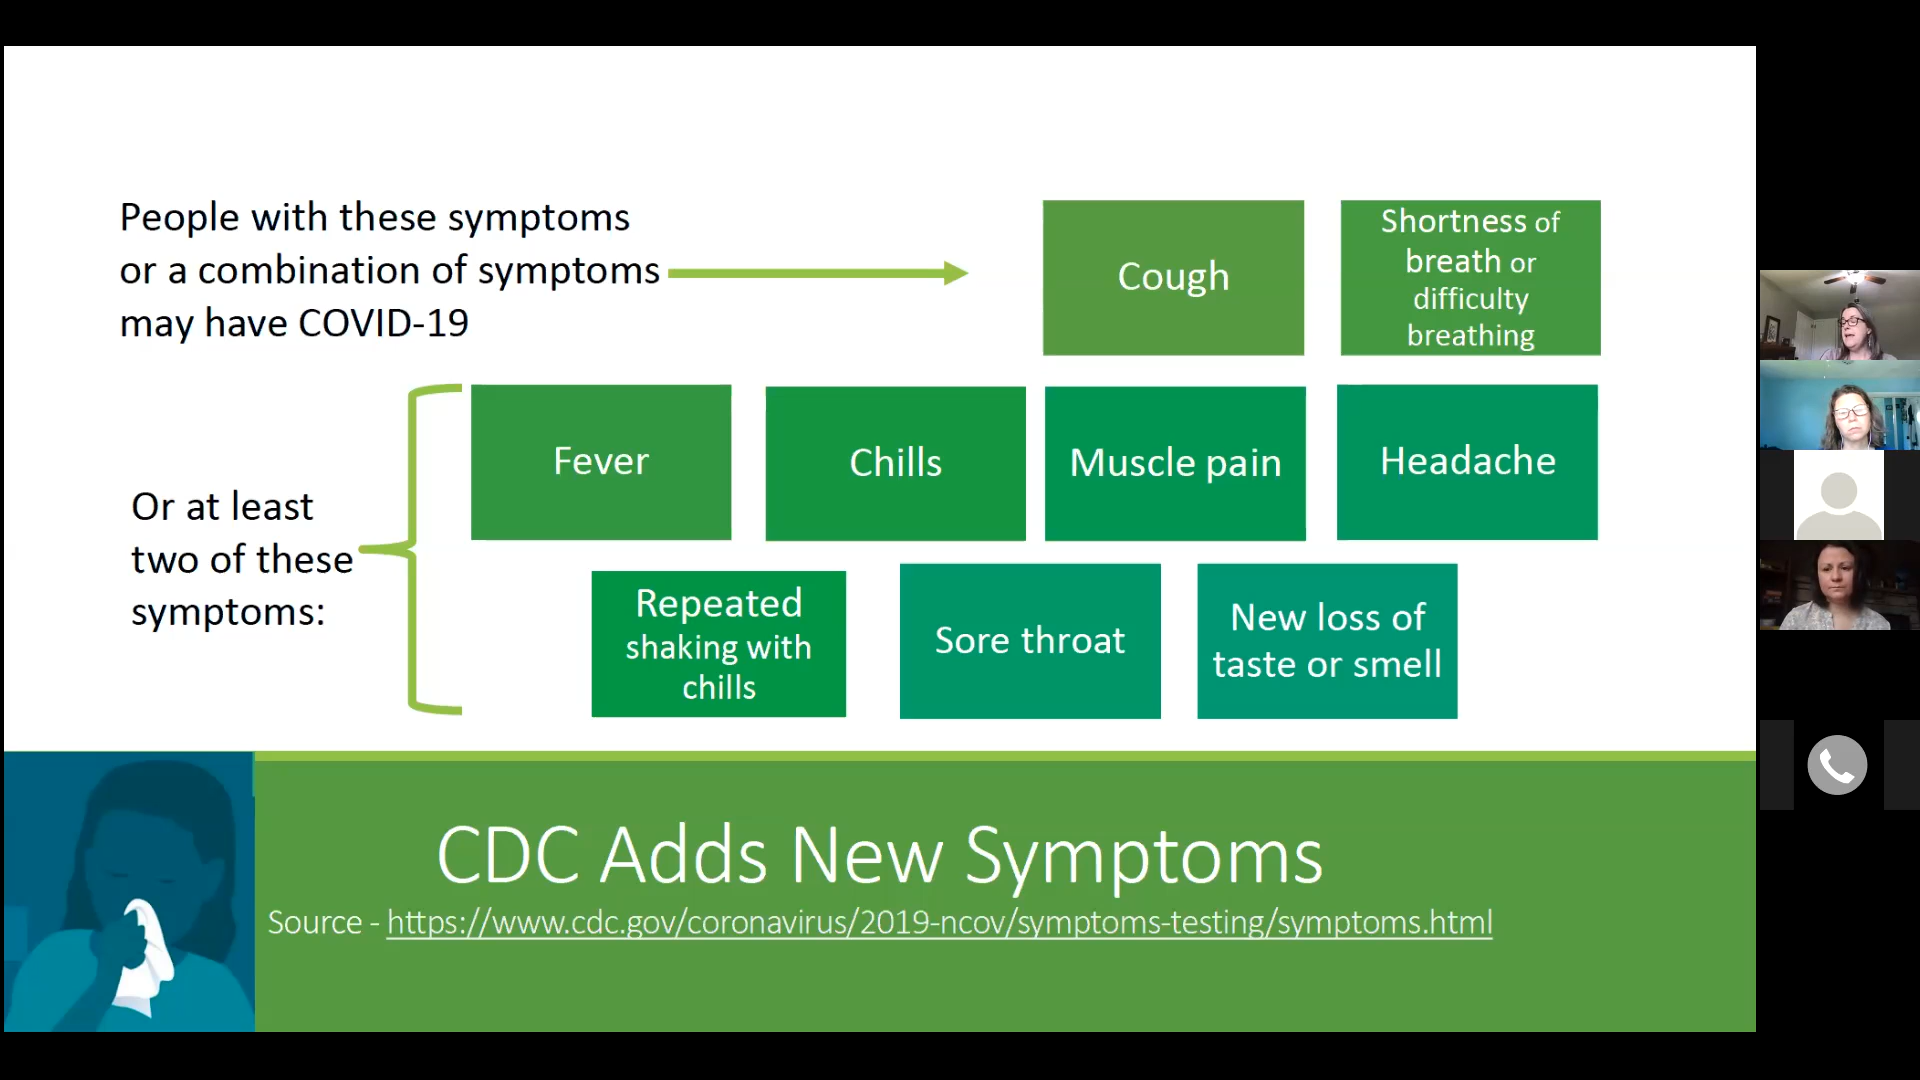 People with these symptoms
or a combination of symptoms
may have COVID-19
Cough
Shortness of
breath or
difficulty
breathing
Or at least
two of these
symptoms:
Fever
Chills
Muscle pain
Headache
Repeated
shaking with
chills
Sore throat
New loss of
taste or smell
CDC Adds New Symptoms
Source - https://www.cdc.gov/coronavirus/2019-ncov/symptoms-testing/symptoms.html